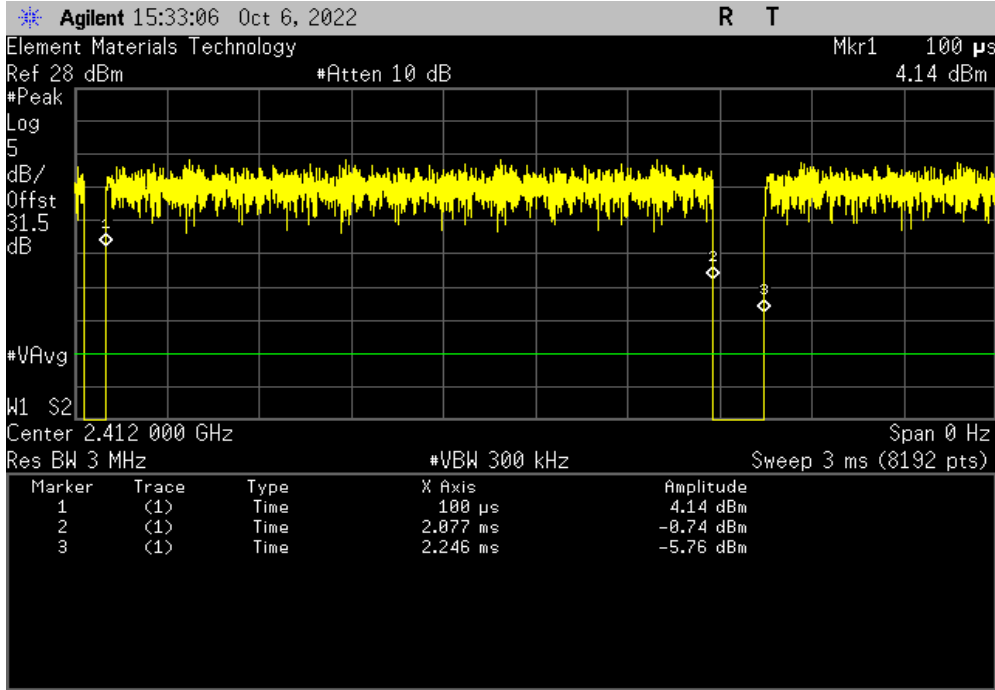 Agilent 15:33:06 Oct 6, 2022 R T
Element Materials Technology Mkr1 100 µs
Ref 28 dBm #Atten 10 dB 4.14 dBm
#Peak
Log
5
dB/
Offst
31.5
dB
1
2
3
#VAvg
W1 S2
Center 2.412 000 GHz Span 0 Hz
Res BW 3 MHz #VBW 300 kHz Sweep 3 ms (8192 pts)
Marker Trace Type X Axis Amplitude
1 (1) Time 100 µs 4.14 dBm
2 (1) Time 2.077 ms -0.74 dBm
3 (1) Time 2.246 ms -5.76 dBm